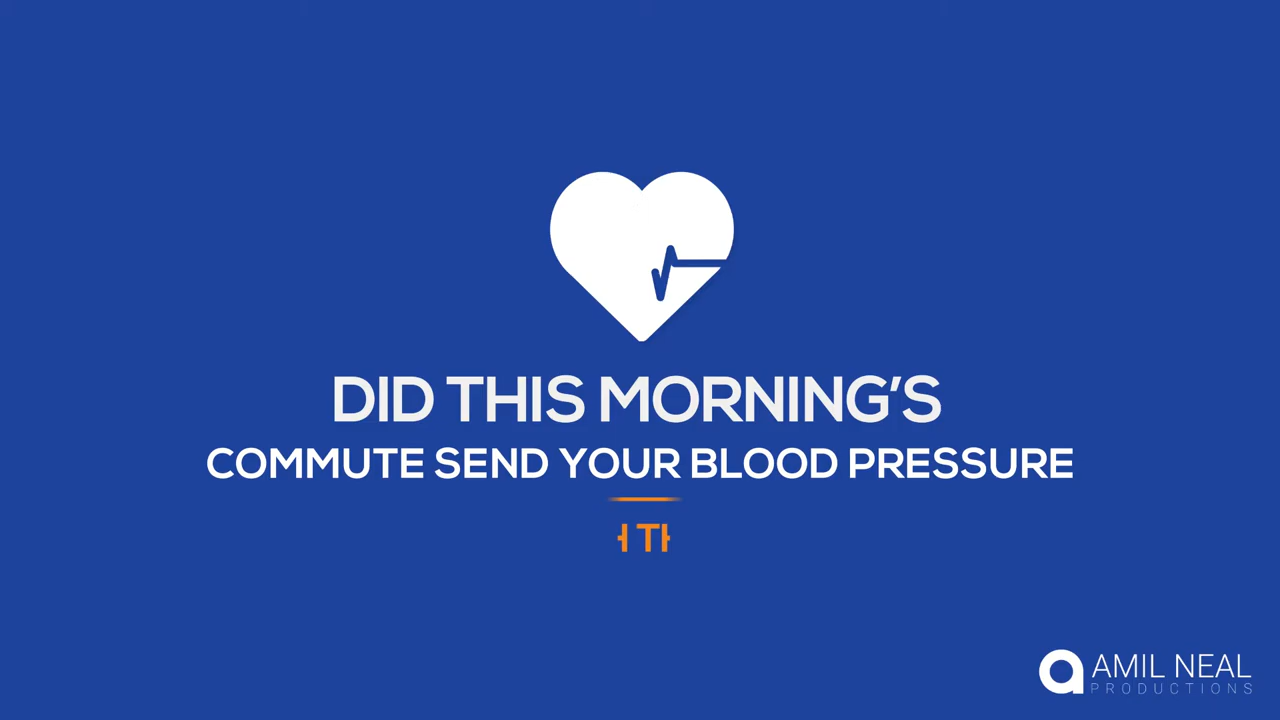 DID THIS MORNING'S
COMMUTE SEND YOUR BLOOD PRESSURE
AMIL NEAL
PRODUCTIONS